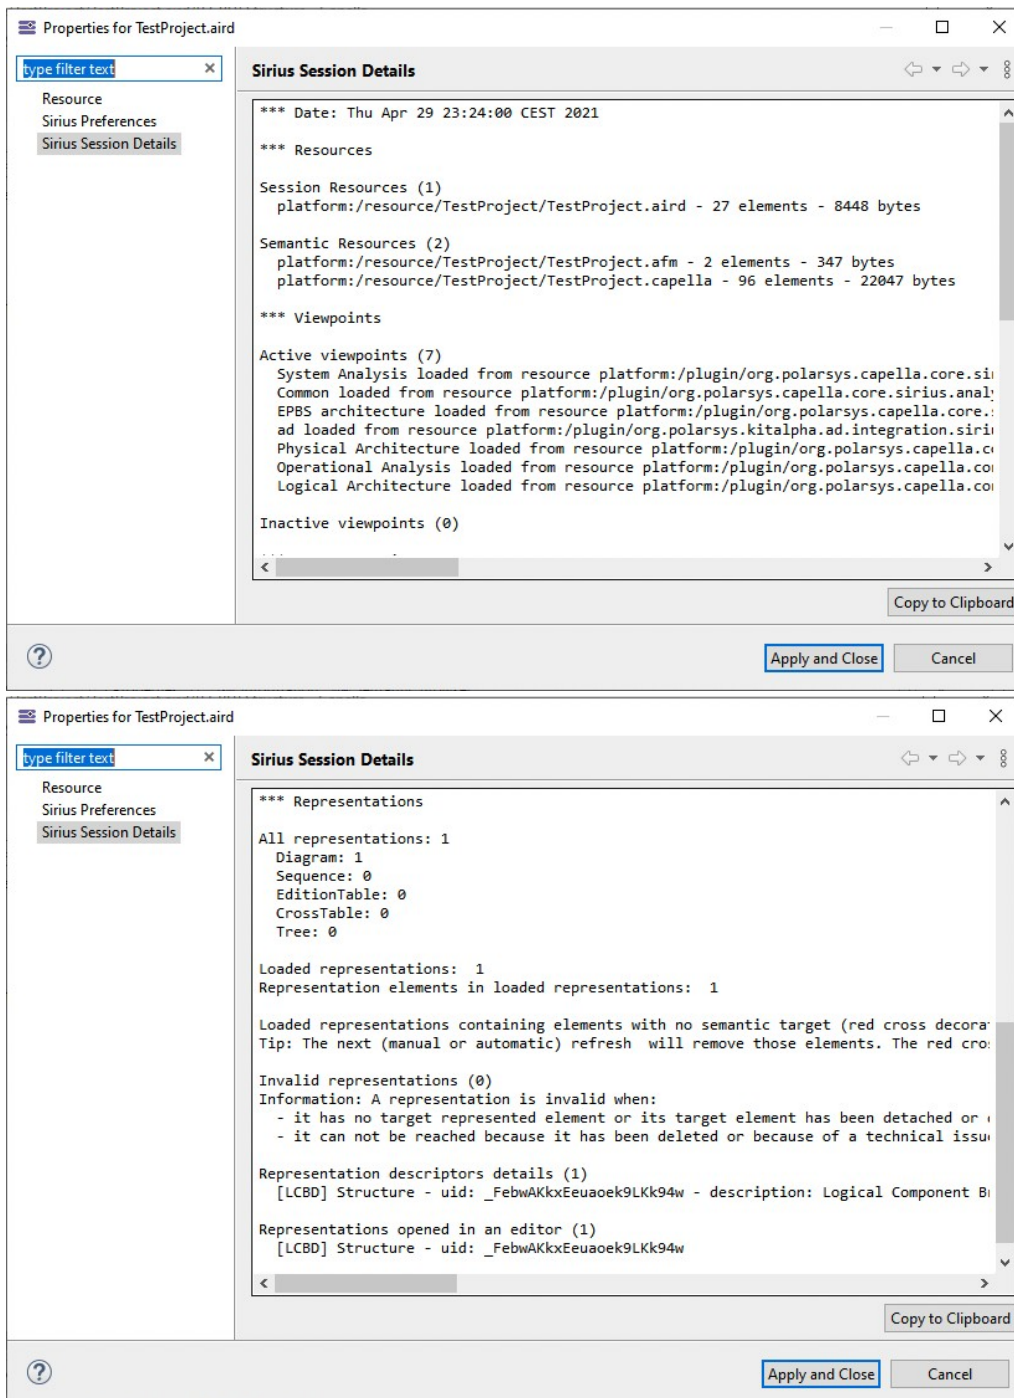 Properties for TestProject.aird
type filter text
Resource
Sirius Preferences
Sirius Session Details
Sirius Session Details
*** Date: Thu Apr 29 23:24:00 CEST 2021
*** Resources
Session Resources (1)
platform:/resource/TestProject/TestProject.aird - 27 elements - 8448 bytes
Semantic Resources (2)
platform:/resource/TestProject/TestProject.afm - 2 elements - 347 bytes
platform:/resource/TestProject/TestProject.capella - 96 elements - 22047 bytes
*** Viewpoints
Active viewpoints (7)
System Analysis loaded from resource platform:/plugin/org.polarsys.capella.core.si
Common loaded from resource platform:/plugin/org.polarsys.capella.core.sirius.anal
EPBS architecture loaded from resource platform:/plugin/org.polarsys.capella.core.
ad loaded from resource platform:/plugin/org.polarsys.kitalpha.ad.integration.siri
Physical Architecture loaded from resource platform:/plugin/org.polarsys.capella.c
Operational Analysis loaded from resource platform:/plugin/org.polarsys.capella.co
Logical Architecture loaded from resource platform:/plugin/org.polarsys.capella.co
Inactive viewpoints (0)
Copy to Clipboard
Apply and Close
Cancel
Properties for TestProject.aird
type filter text
Resource
Sirius Preferences
Sirius Session Details
Sirius Session Details
*** Representations
All representations: 1
Diagram: 1
Sequence: 0
EditionTable: 0
CrossTable: 0
Tree: 0
Loaded representations:  1
Representation elements in loaded representations:  1
Loaded representations containing elements with no semantic target (red cross decora
Tip: The next (manual or automatic) refresh  will remove those elements. The red cro
Invalid representations (0)
Information: A representation is invalid when:
- it has no target represented element or its target element has been detached or
- it can not be reached because it has been deleted or because of a technical issu
Representation descriptors details (1)
[LCBD] Structure - uid: _FebwAKkxEeuaoek9LKk94w - description: Logical Component B
Representations opened in an editor (1)
[LCBD] Structure - uid: _FebwAKkxEeuaoek9LKk94w
Copy to Clipboard
Apply and Close
Cancel